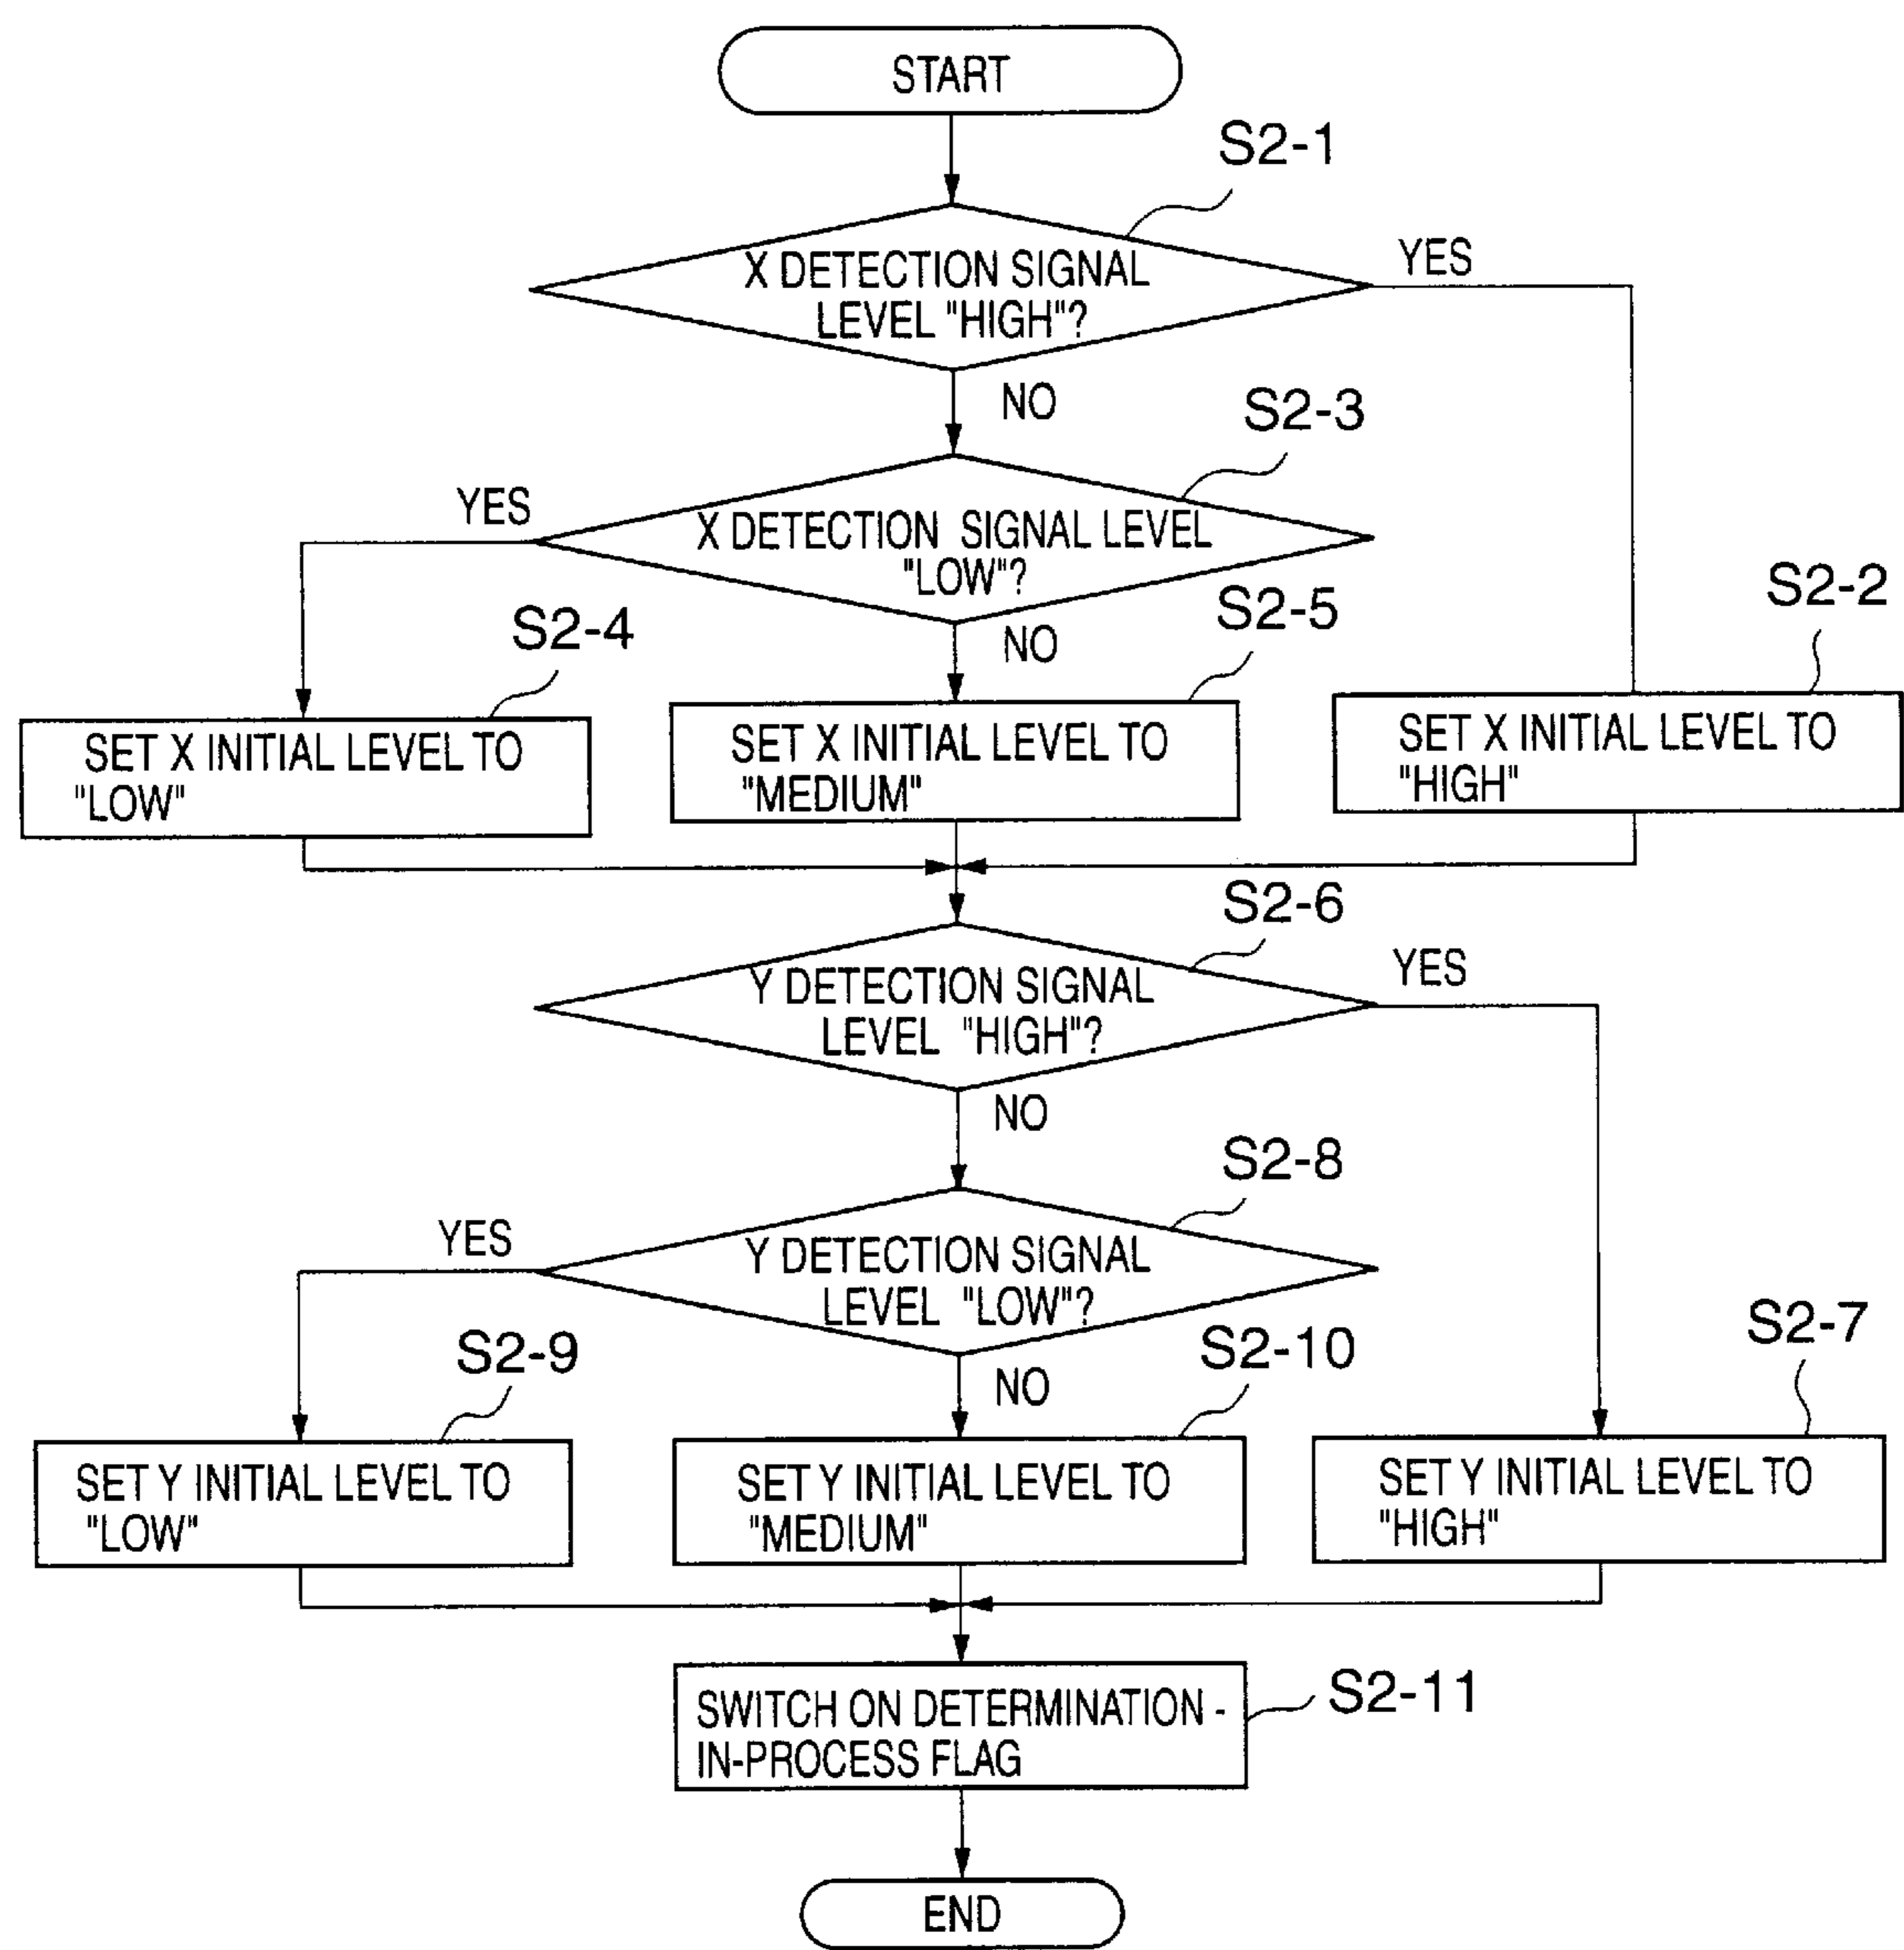 START
S2-1
X DETECTION SIGNAL
LEVEL "HIGH"?
YES
NO
S2-3
X DETECTION SIGNAL LEVEL
"LOW"?
YES
NO
S2-4
S2-5
S2-2
SET X INITIAL LEVEL TO
"LOW"
SET X INITIAL LEVEL TO
"MEDIUM"
SET X INITIAL LEVEL TO
"HIGH"
S2-6
Y DETECTION SIGNAL
LEVEL "HIGH"?
YES
NO
S2-8
Y DETECTION SIGNAL
LEVEL "LOW"?
YES
NO
S2-9
S2-10
S2-7
SET Y INITIAL LEVEL TO
"LOW"
SET Y INITIAL LEVEL TO
"MEDIUM"
SET Y INITIAL LEVEL TO
"HIGH"
SWITCH ON DETERMINATION -
IN-PROCESS FLAG
S2-11
END